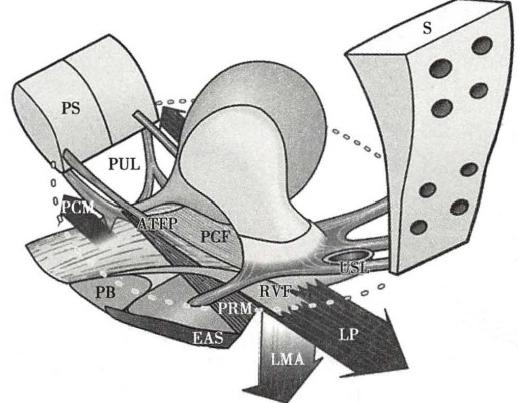 S
PS
PUL
PCM
ATFP
PCF
USL
PB
RVF
PRM
EAS
LP
LMA